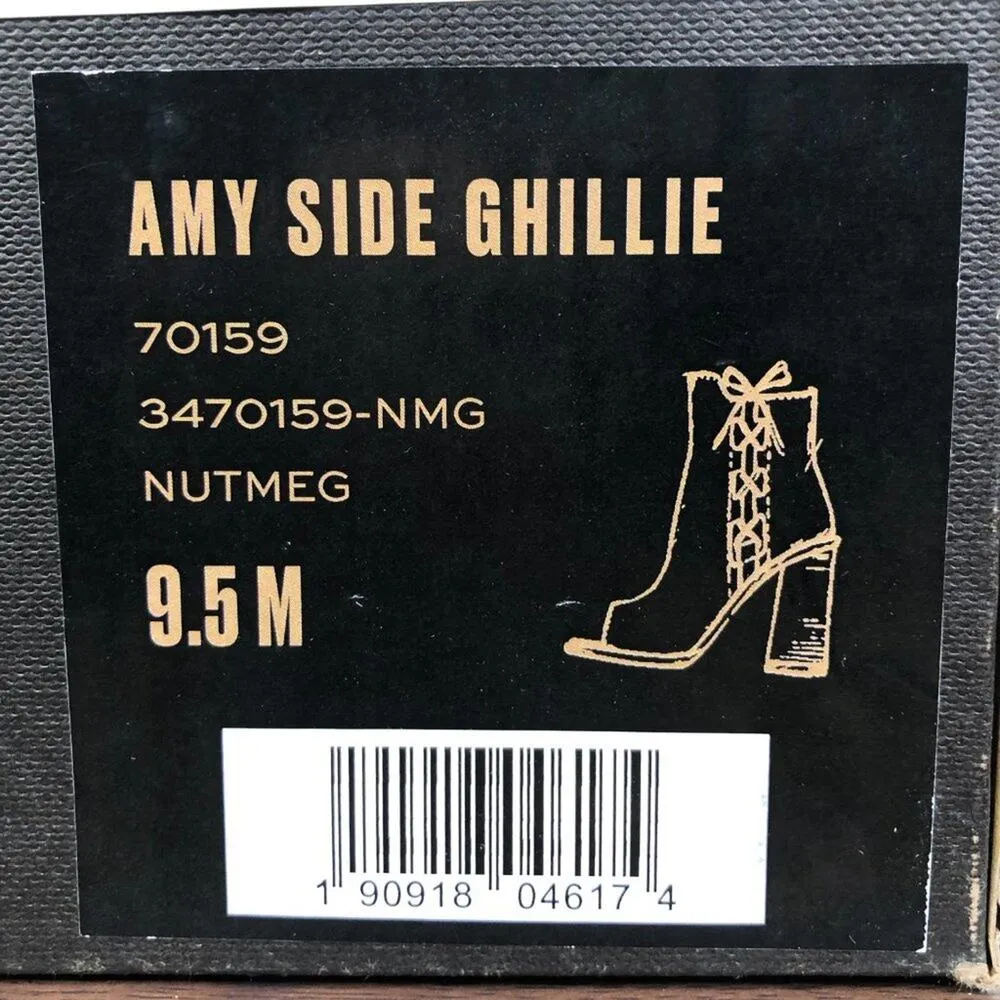 AMY SIDE GHILLIE
70159
3470159-NMG
NUTMEG
9.5 M
1 90918 04617 4